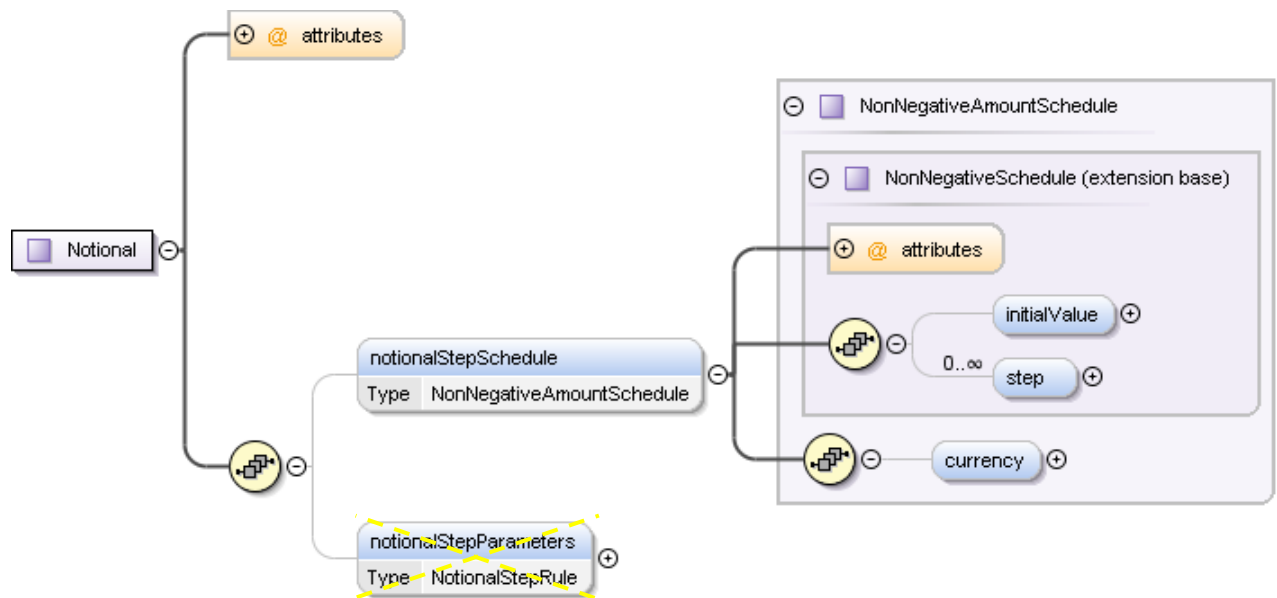 @ attributes
NonNegativeAmountSchedule
NonNegativeSchedule (extension base)
Notional
@ attributes
initialValue
notionalStepSchedule
0..∞
step
Type NonNegativeAmountSchedule
currency
notionalStepParameters
Type NotionalStepRule